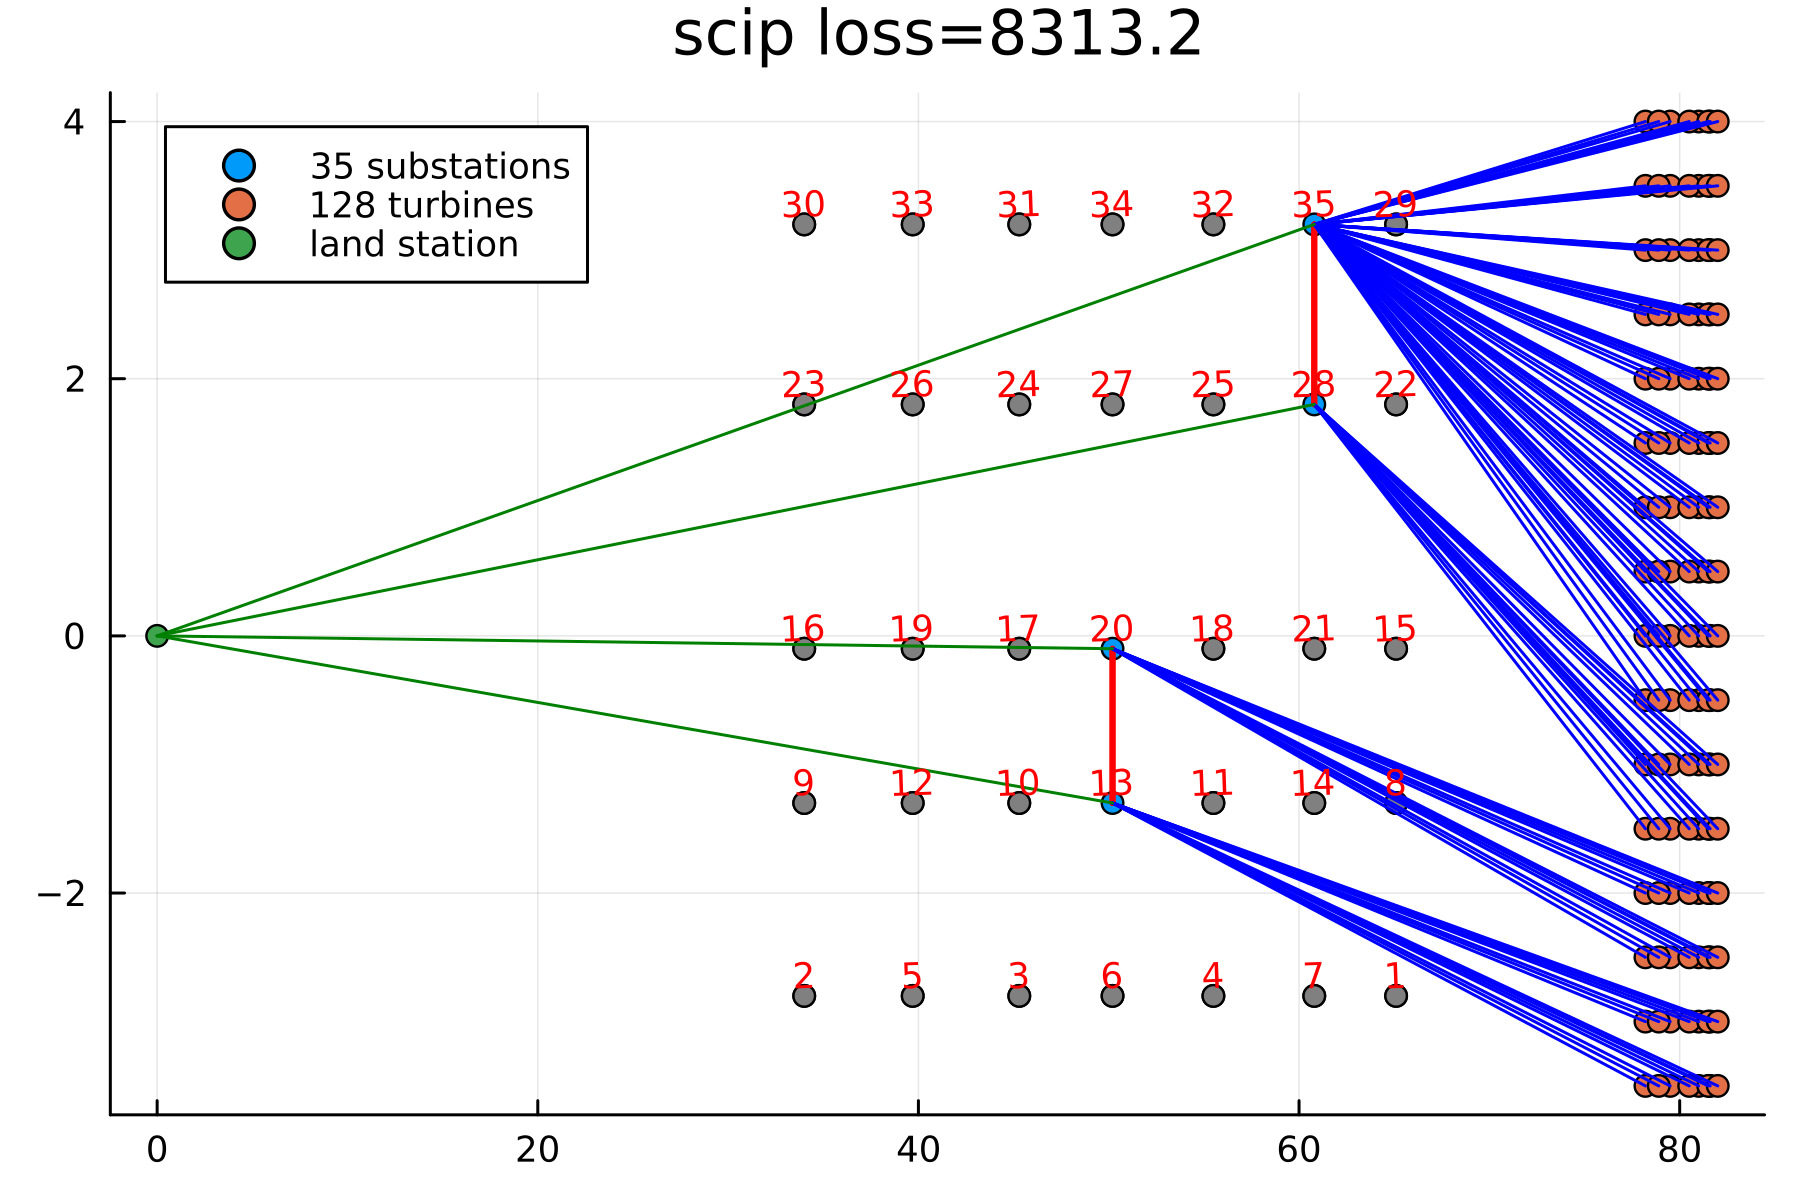 scip loss=8313.2
4
35 substations
128 turbines
land station
30 33 31 34 32 35 29
2
23 26 24 27 25 28 22
0
16 19 17 20 18 21 15
9 12 10 13 11 14 8
−2
2 5 3 6 4 7 1
0 20 40 60 80